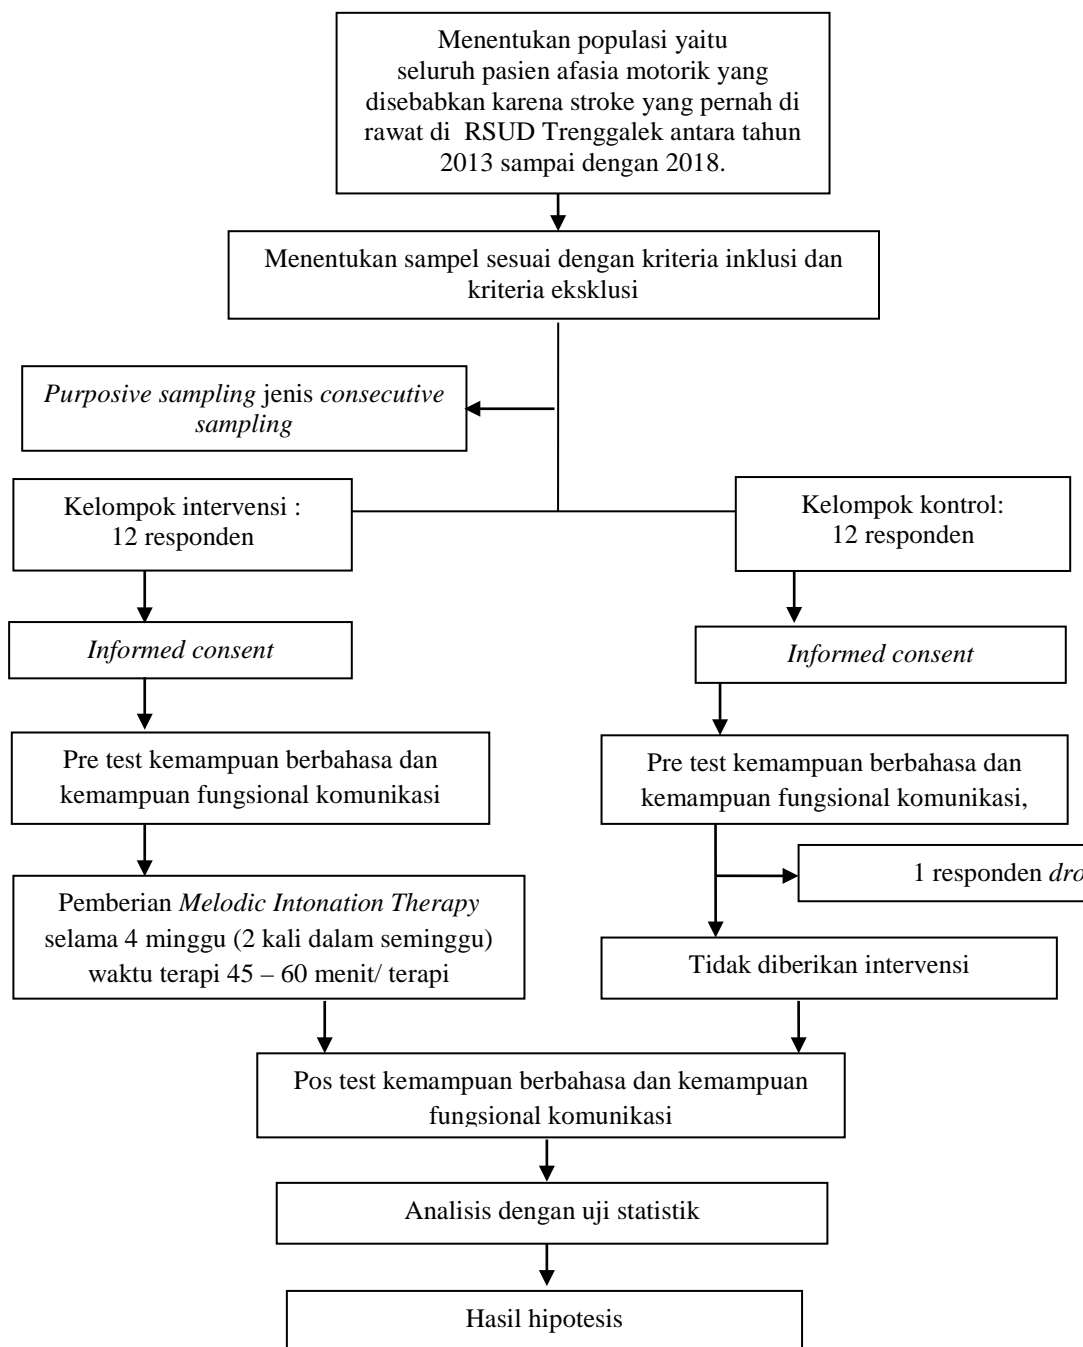 Menentukan populasi yaitu
seluruh pasien afasia motorik yang
disebabkan karena stroke yang pernah di
rawat di RSUD Trenggalek antara tahun
2013 sampai dengan 2018.
Menentukan sampel sesuai dengan kriteria inklusi dan
kriteria eksklusi
Purposive sampling jenis consecutive
sampling
Kelompok intervensi :
12 responden
Kelompok kontrol:
12 responden
Informed consent
Informed consent
Pre test kemampuan berbahasa dan
kemampuan fungsional komunikasi
Pre test kemampuan berbahasa dan
kemampuan fungsional komunikasi,
1 responden dro
Pemberian Melodic Intonation Therapy
selama 4 minggu (2 kali dalam seminggu)
waktu terapi 45 – 60 menit/ terapi
Tidak diberikan intervensi
Pos test kemampuan berbahasa dan kemampuan
fungsional komunikasi
Analisis dengan uji statistik
Hasil hipotesis